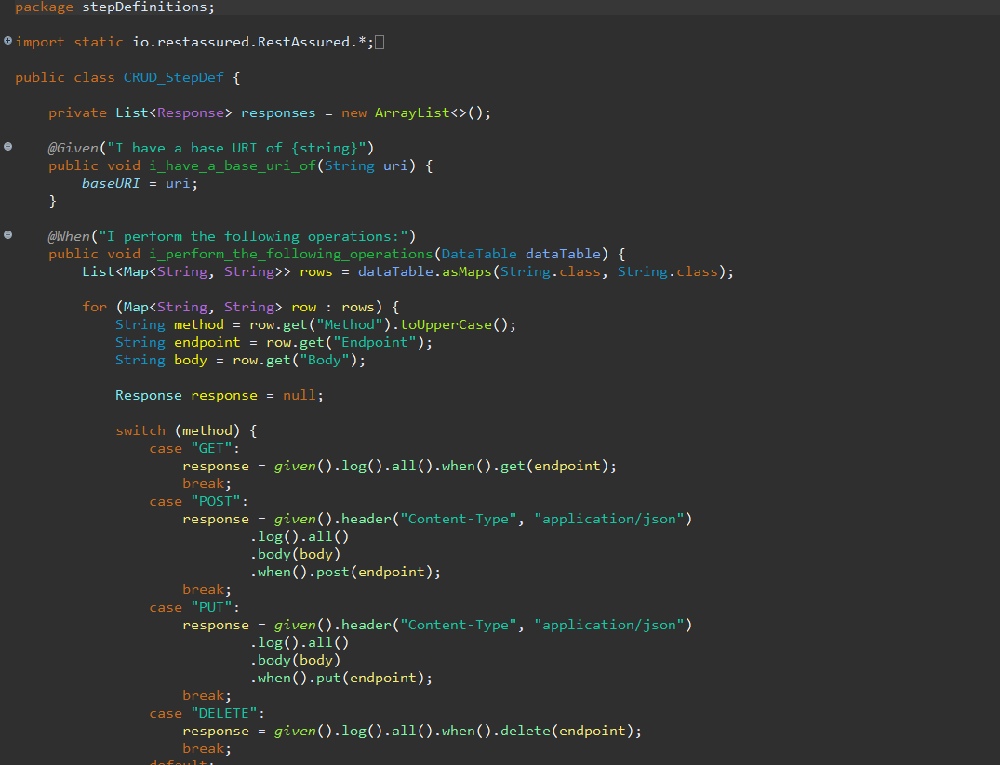 package stepDefinitions;
import static io.restassured.RestAssured.*;
public class CRUD_StepDef {
private List<Response> responses = new ArrayList<>();
@Given("I have a base URI of {string}")
public void i_have_a_base_uri_of(String uri) {
baseURI = uri;
}
@When("I perform the following operations:")
public void i_perform_the_following_operations(DataTable dataTable) {
List<Map<String, String>> rows = dataTable.asMaps(String.class, String.class);
for (Map<String, String> row : rows) {
String method = row.get("Method").toUpperCase();
String endpoint = row.get("Endpoint");
String body = row.get("Body");
Response response = null;
switch (method) {
case "GET":
response = given().log().all().when().get(endpoint);
break;
case "POST":
response = given().header("Content-Type", "application/json")
.log().all()
.body(body)
.when().post(endpoint);
break;
case "PUT":
response = given().header("Content-Type", "application/json")
.log().all()
.body(body)
.when().put(endpoint);
break;
case "DELETE":
response = given().log().all().when().delete(endpoint);
break;
default: